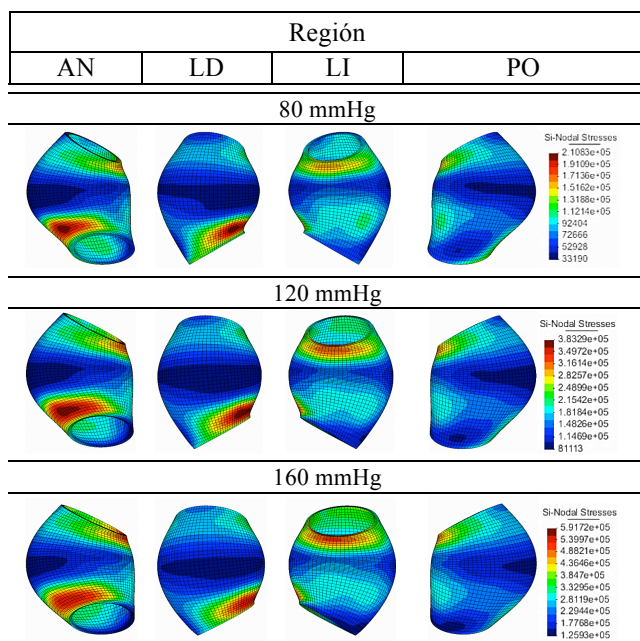 Región
AN LD LI PO
80 mmHg
Si-Nodal Stresses
2.1083e+05
1.9109e+05
1.7136e+05
1.5162e+05
1.3188e+05
1.1214e+05
92404
72666
52928
33190
120 mmHg
Si-Nodal Stresses
3.8329e+05
3.4972e+05
3.1614e+05
2.8257e+05
2.4899e+05
2.1542e+05
1.8184e+05
1.4826e+05
1.1469e+05
81113
160 mmHg
Si-Nodal Stresses
5.9172e+05
5.3997e+05
4.8821e+05
4.3646e+05
3.847e+05
3.3295e+05
2.8119e+05
2.2944e+05
1.7768e+05
1.2593e+05